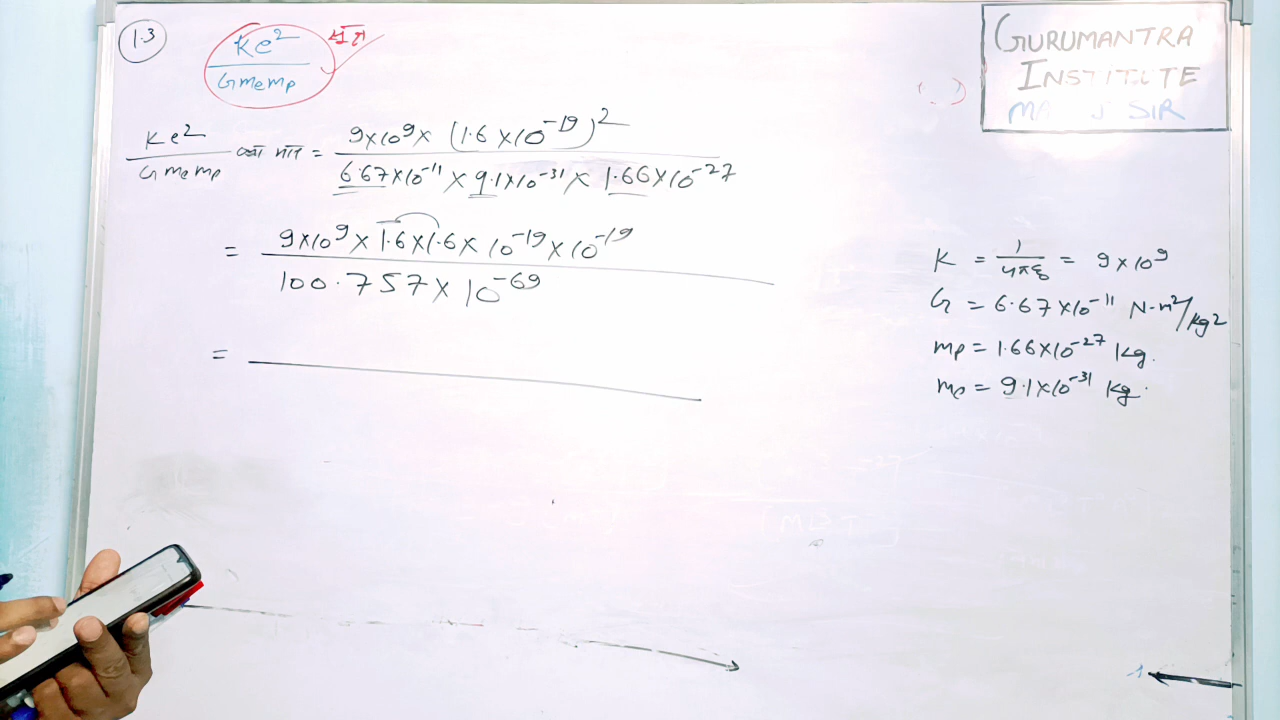 1.3
Ke² सूत्र
Gmemp
GURUMANTRA
INSTITUTE
SIR
Ke²/Gmemp का मान = 9×10⁹× (1.6×10⁻¹⁹)² / 6.67×10⁻¹¹ × 9.1×10⁻³¹ × 1.66×10⁻²⁷
= 9×10⁹ × 1.6×1.6× 10⁻¹⁹ × 10⁻¹⁹ / 100.757× 10⁻⁶⁹
=
K = 1/4πε₀ = 9×10⁹
G = 6.67×10⁻¹¹ N-m²/kg²
mp = 1.66×10⁻²⁷ kg.
me = 9.1×10⁻³¹ kg.